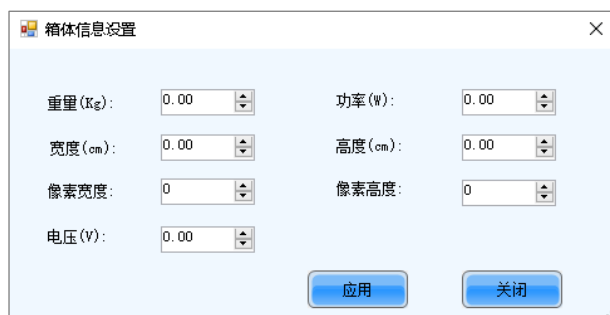 箱体信息设置
重量(Kg): 0.00 功率(W): 0.00
宽度(cm): 0.00 高度(cm): 0.00
像素宽度: 0 像素高度: 0
电压(V): 0.00
应用 关闭